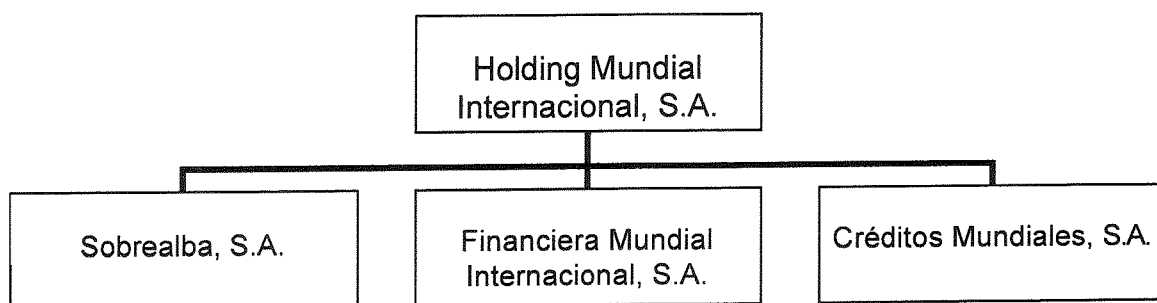 Holding Mundial
Internacional, S.A.
Sobrealba, S.A.
Financiera Mundial
Internacional, S.A.
Créditos Mundiales, S.A.